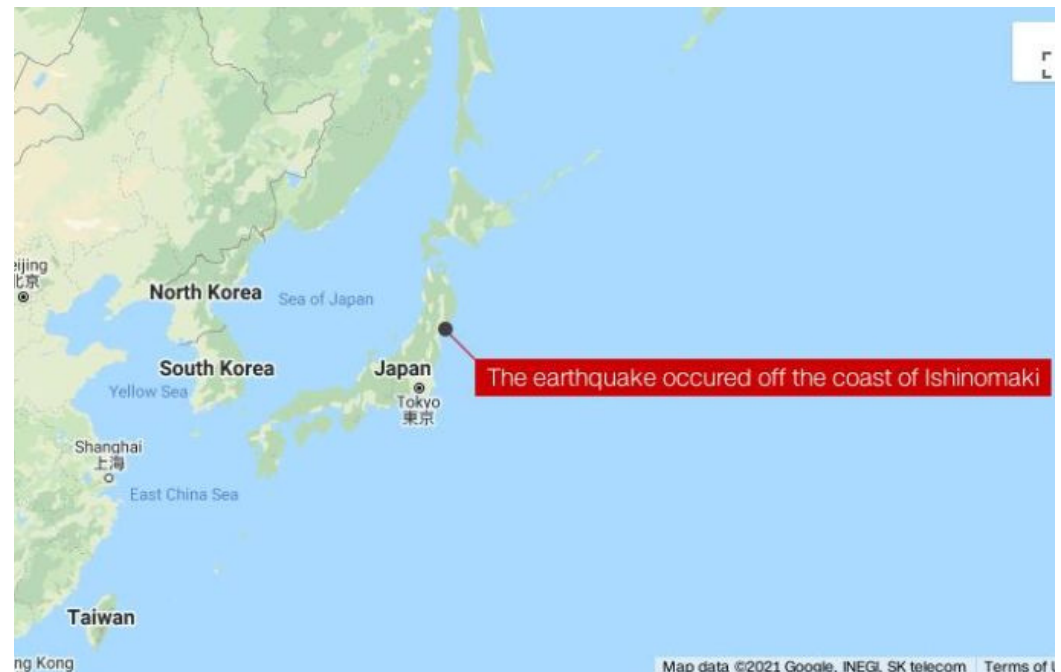 eijing
北京
North Korea
Sea of Japan
South Korea
Yellow Sea
Japan
Tokyo
東京
The earthquake occured off the coast of Ishinomaki
Shanghai
上海
East China Sea
Taiwan
ng Kong
Map data ©2021 Google, INEGI, SK telecom
Terms of U